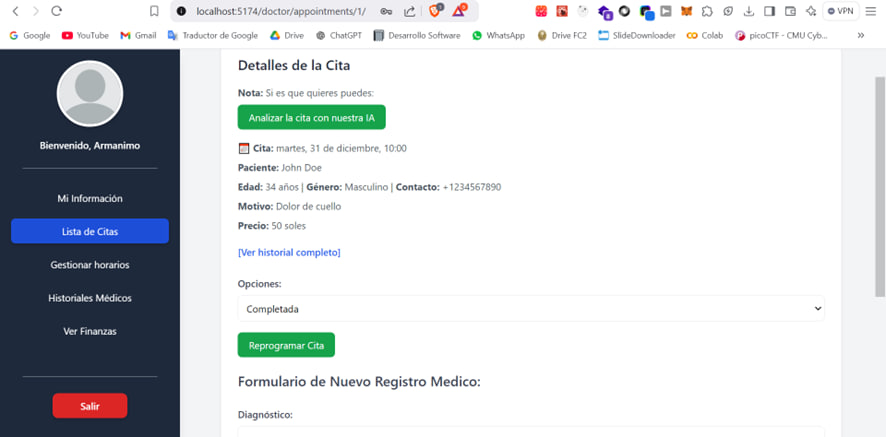 localhost:5174/doctor/appointments/1/
VPN
Google YouTube Gmail Traductor de Google Drive ChatGPT Desarrollo Software WhatsApp Drive FC2 SlideDownloader Colab picoCTF - CMU Cyb... »
Bienvenido, Armanimo
Mi Información
Lista de Citas
Gestionar horarios
Historiales Médicos
Ver Finanzas
Salir
Detalles de la Cita
Nota: Si es que quieres puedes:
Analizar la cita con nuestra IA
Cita: martes, 31 de diciembre, 10:00
Paciente: John Doe
Edad: 34 años | Género: Masculino | Contacto: +1234567890
Motivo: Dolor de cuello
Precio: 50 soles
[Ver historial completo]
Opciones:
Completada
Reprogramar Cita
Formulario de Nuevo Registro Medico:
Diagnóstico: